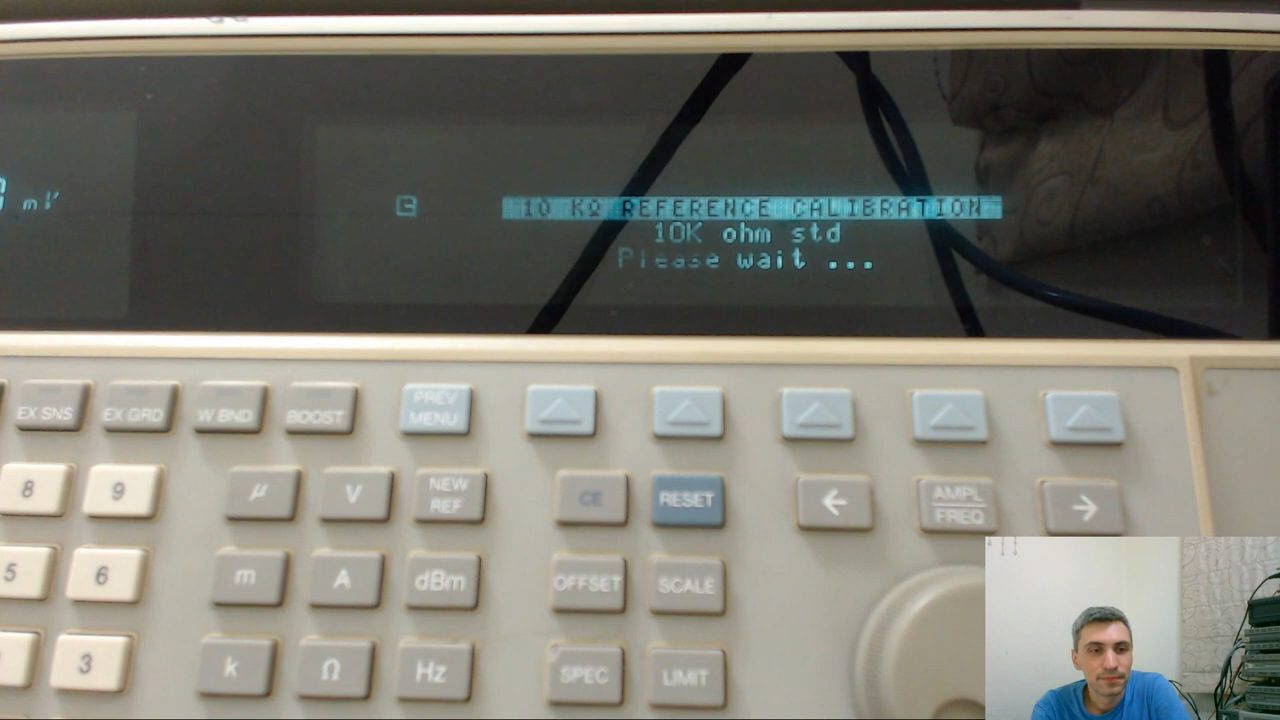 mV
C
10 KΩ REFERENCE CALIBRATION
10K ohm std
Please wait ...
EX SNS
EX GRD
W BND
BOOST
PREV
MENU
8
9
μ
V
NEW
REF
CE
RESET
←
AMPL
FREQ
→
5
6
m
A
dBm
OFFSET
SCALE
3
k
Ω
Hz
SPEC
LIMIT